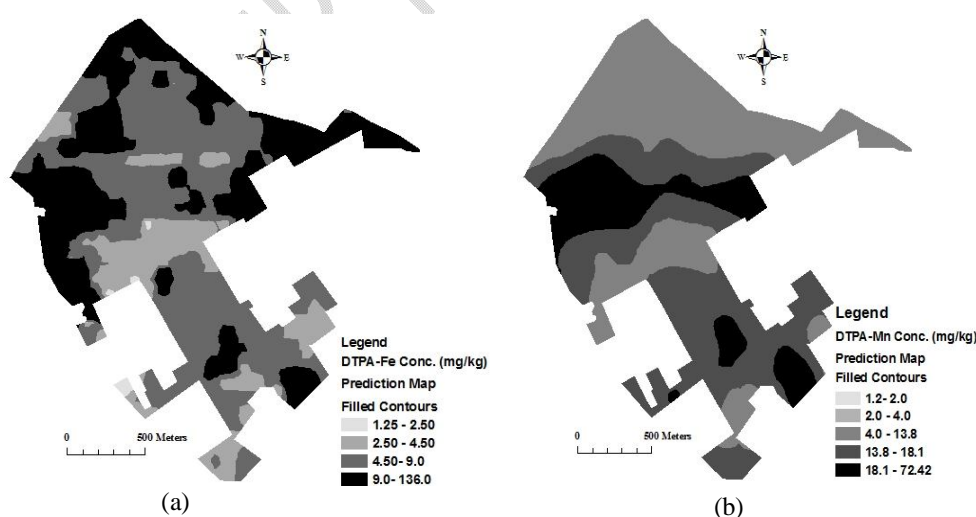 N
W E
S
Legend
DTPA-Fe Conc. (mg/kg)
Prediction Map
Filled Contours
1.25 - 2.50
2.50 - 4.50
4.50- 9.0
9.0- 136.0
0 500 Meters
(a)
N
W E
S
Legend
DTPA-Mn Conc. (mg/kg)
Prediction Map
Filled Contours
1.2- 2.0
2.0 - 4.0
4.0 - 13.8
13.8 - 18.1
18.1 - 72.42
0 500 Meters
(b)